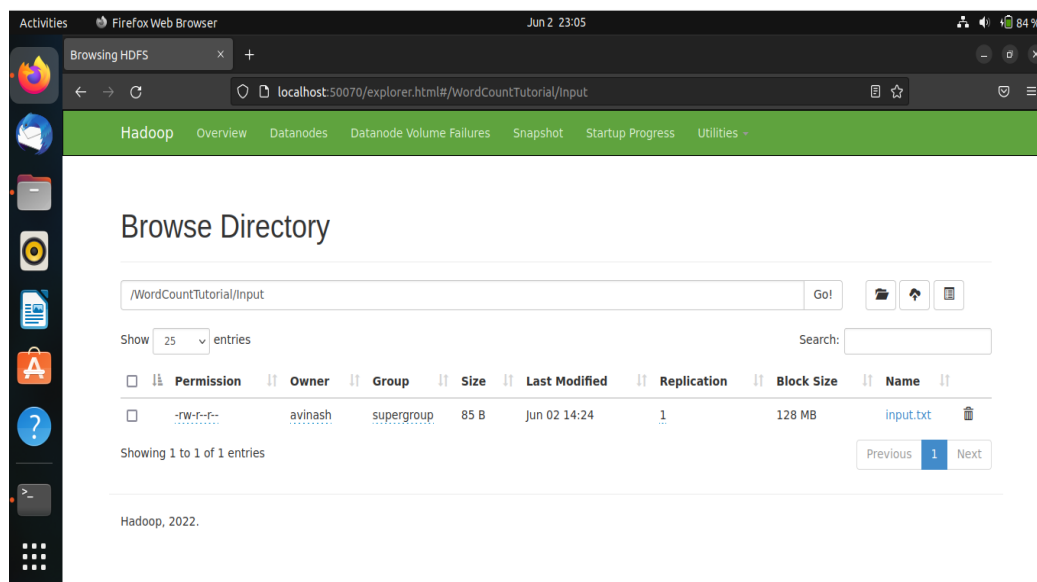 Activities Firefox Web Browser Jun 2 23:05 84 %
Browsing HDFS
localhost:50070/explorer.html#/WordCountTutorial/Input
Hadoop Overview Datanodes Datanode Volume Failures Snapshot Startup Progress Utilities
Browse Directory
/WordCountTutorial/Input Go!
Show 25 entries Search:
Permission Owner Group Size Last Modified Replication Block Size Name
-rw-r--r-- avinash supergroup 85 B Jun 02 14:24 1 128 MB input.txt
Showing 1 to 1 of 1 entries Previous 1 Next
Hadoop, 2022.